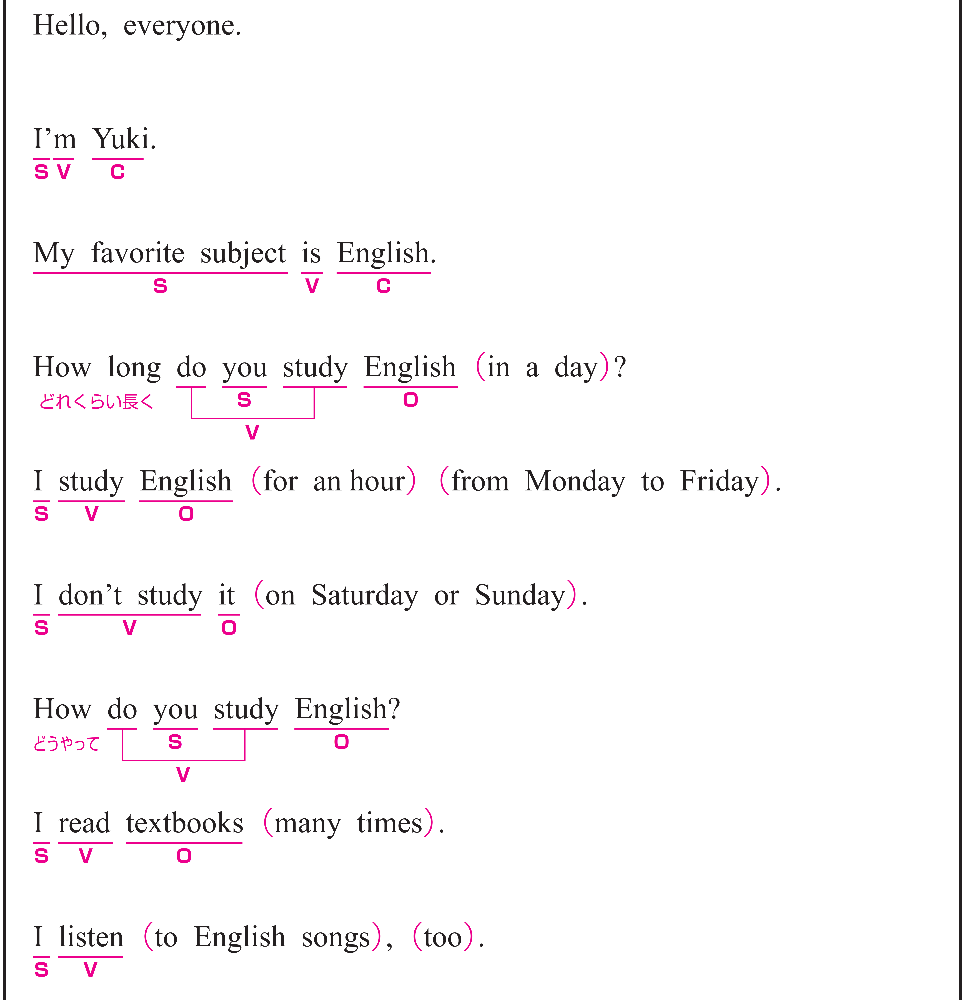 Hello, everyone.
I’m Yuki.
S V C
My favorite subject is English.
S V C
How long do you study English (in a day)?
どれくらい長く S O
V
I study English (for an hour) (from Monday to Friday).
S V O
I don’t study it (on Saturday or Sunday).
S V O
How do you study English?
どうやって S O
V
I read textbooks (many times).
S V O
I listen (to English songs), (too).
S V